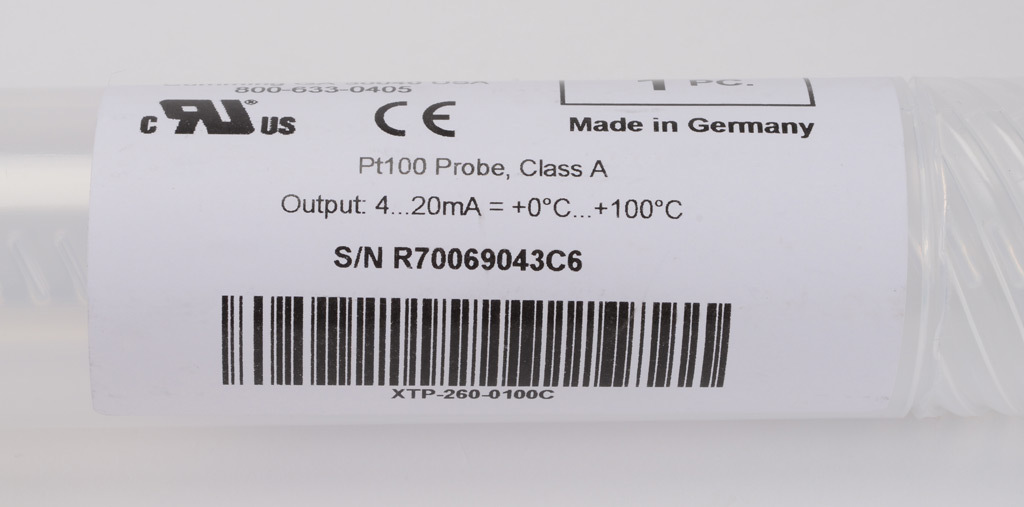 800-633-0405
1 PC.
c RU® US
CE
Made in Germany
Pt100 Probe, Class A
Output: 4...20mA = +0°C...+100°C
S/N R70069043C6
XTP-260-0100C